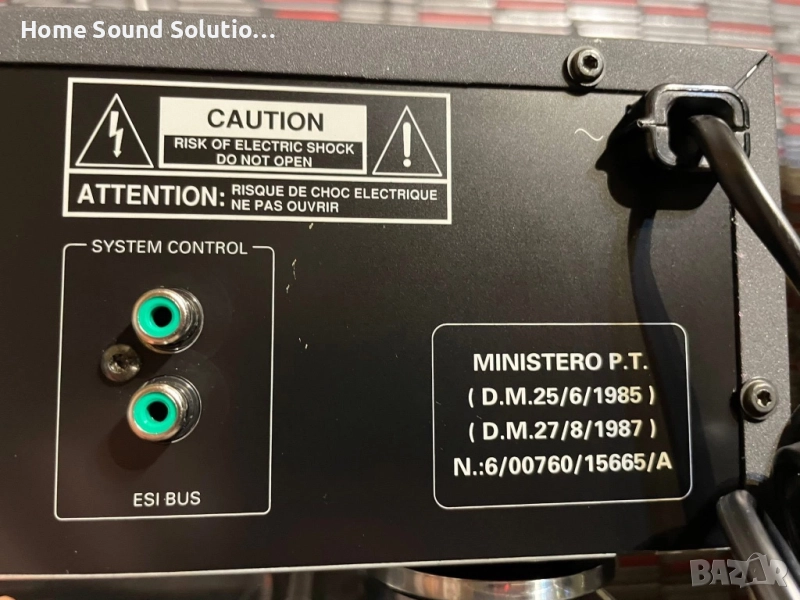 Home Sound Solutio...
CAUTION
RISK OF ELECTRIC SHOCK
DO NOT OPEN
ATTENTION: RISQUE DE CHOC ELECTRIQUE
NE PAS OUVRIR
SYSTEM CONTROL
ESI BUS
MINISTERO P.T.
( D.M.25/6/1985 )
( D.M.27/8/1987 )
N.:6/00760/15665/A
BAZAR